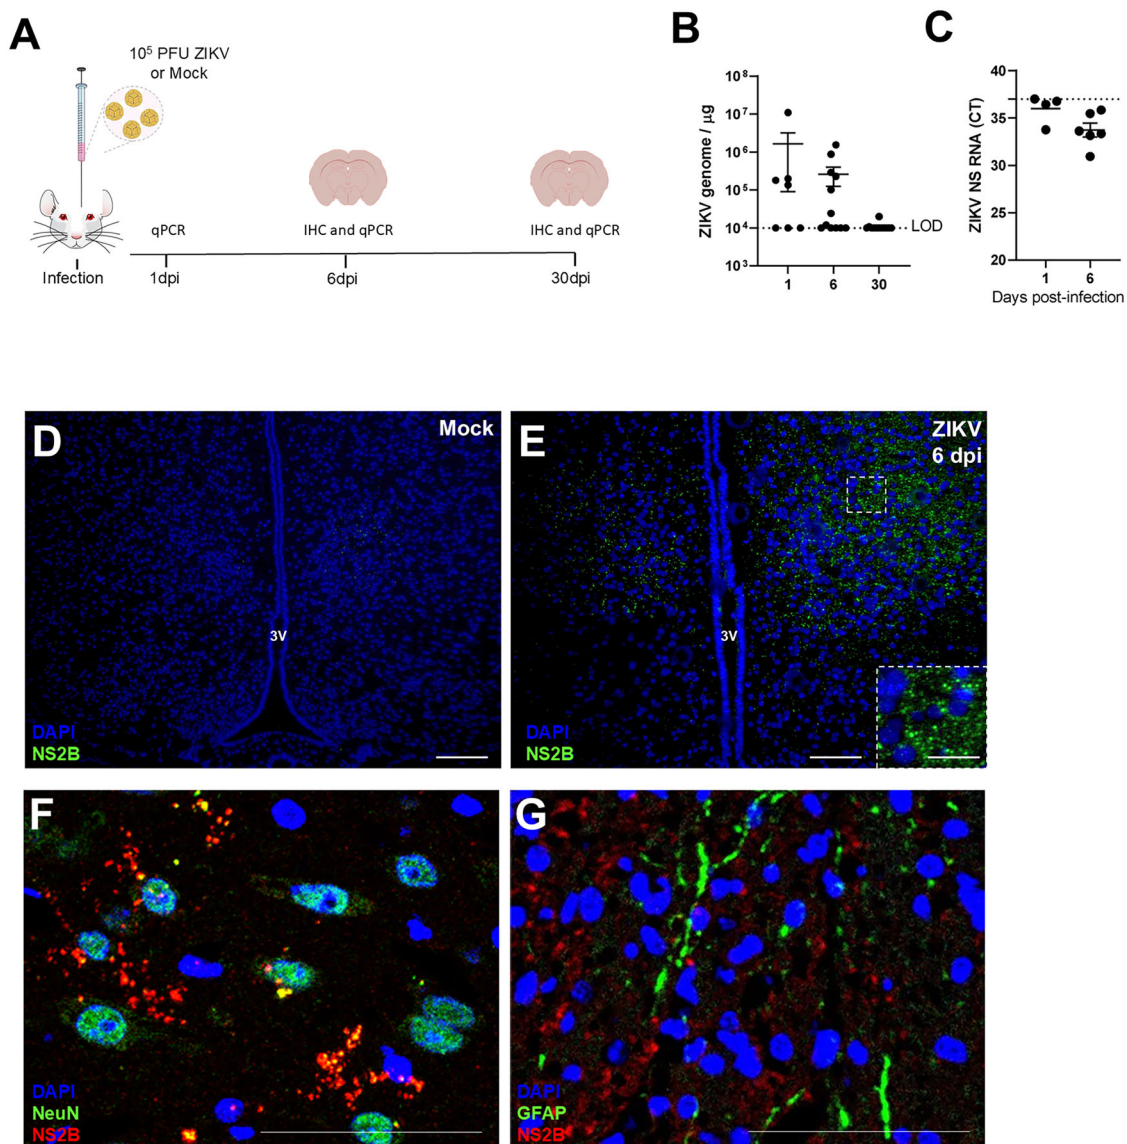 A
10⁵ PFU ZIKV
or Mock
qPCR
IHC and qPCR
IHC and qPCR
Infection
1dpi
6dpi
30dpi
B
ZIKV genome / μg
10⁸
10⁷
10⁶
10⁵
10⁴
10³
LOD
1
6
30
C
ZIKV NS RNA (CT)
40
35
30
25
20
1
6
Days post-infection
D
Mock
3V
DAPI
NS2B
E
ZIKV
6 dpi
3V
DAPI
NS2B
F
DAPI
NeuN
NS2B
G
DAPI
GFAP
NS2B